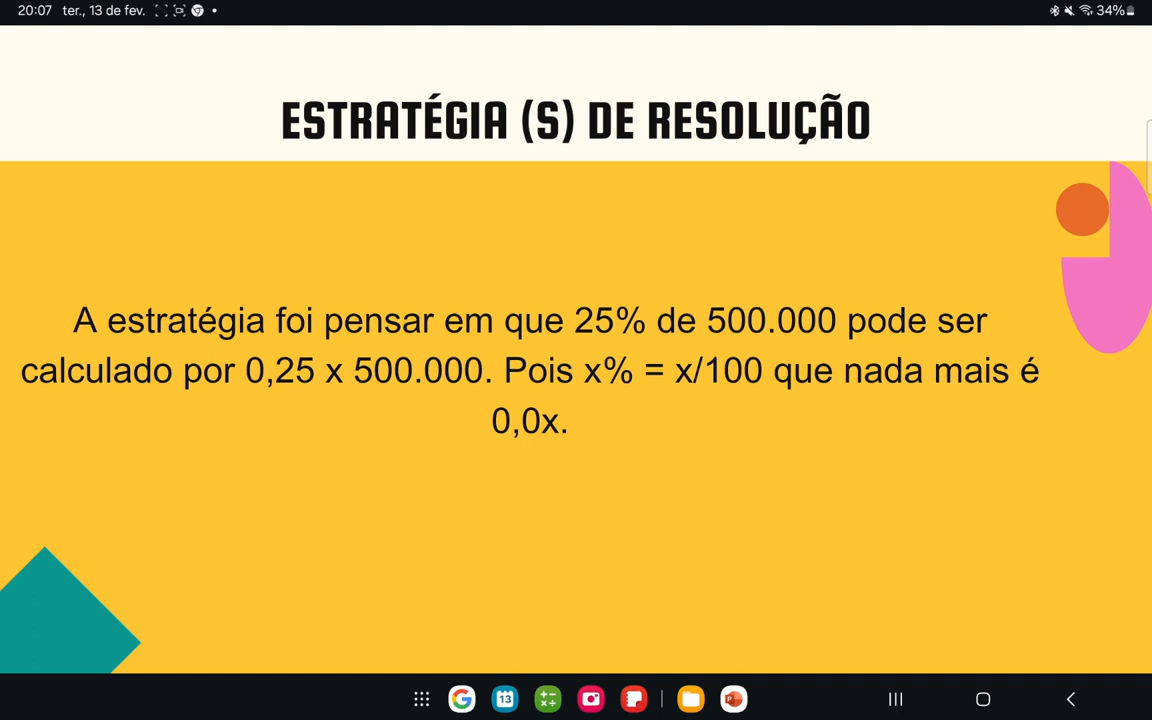 20:07 ter., 13 de fev. •
34%
ESTRATÉGIA (S) DE RESOLUÇÃO
A estratégia foi pensar em que 25% de 500.000 pode ser
calculado por 0,25 x 500.000. Pois x% = x/100 que nada mais é
0,0x.
13